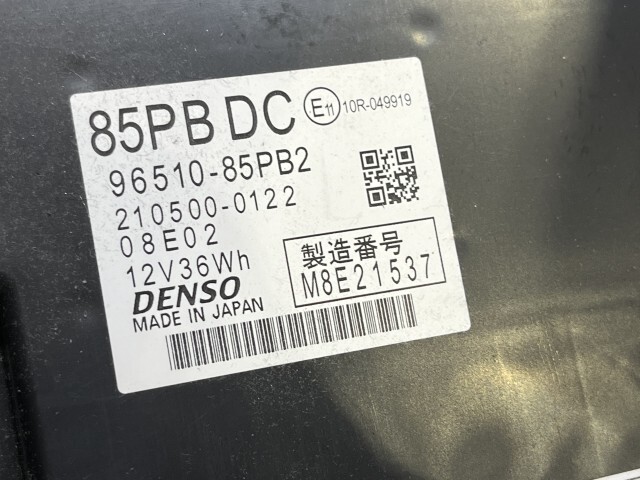 85PB DC E11 10R-049919
96510-85PB2
210500-0122
08E02
12V36Wh
DENSO
MADE IN JAPAN
製造番号
M8E21537